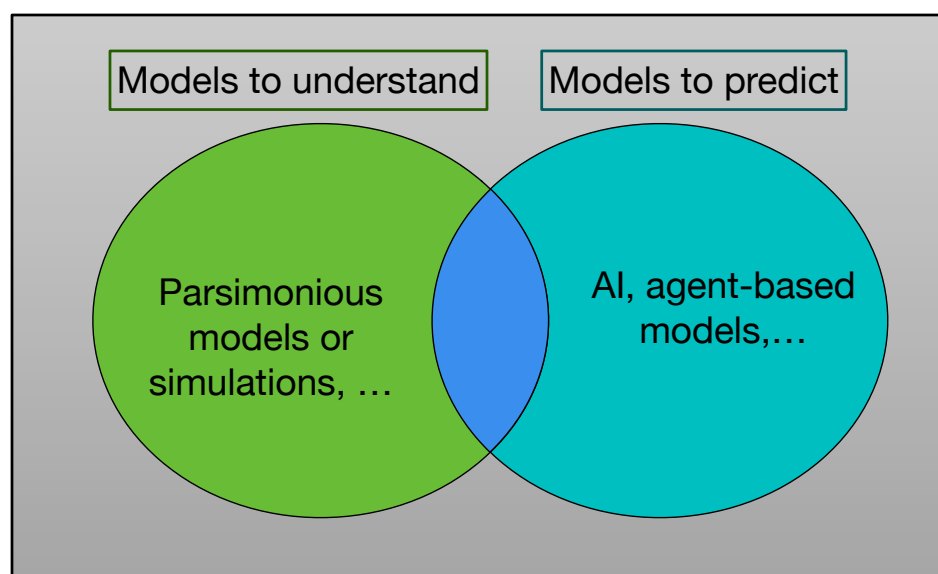 Models to understand
Models to predict
Parsimonious
models or
simulations, …
AI, agent-based
models,…